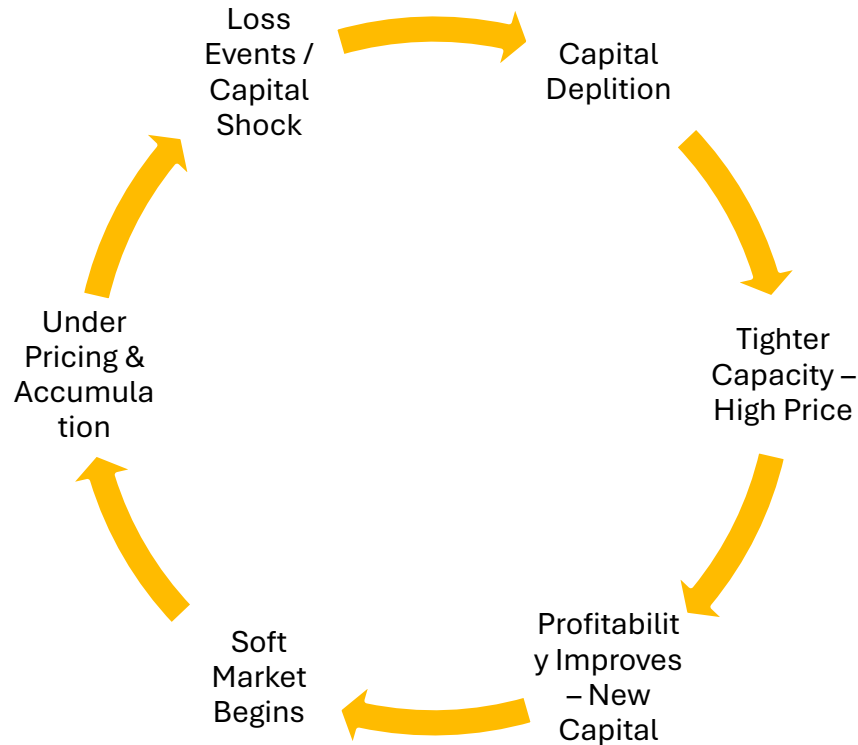 Loss
Events /
Capital
Shock
Capital
Deplition
Tighter
Capacity –
High Price
Profitabilit
y Improves
– New
Capital
Soft
Market
Begins
Under
Pricing &
Accumula
tion